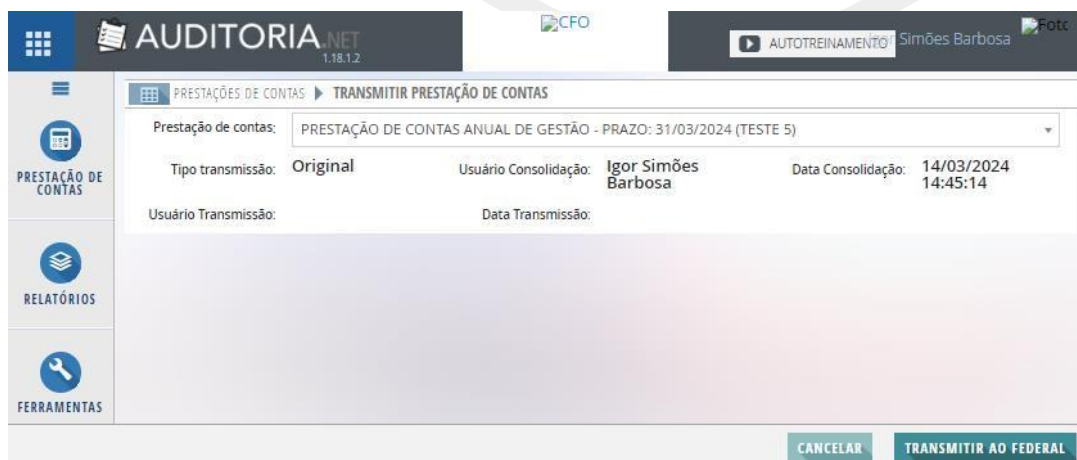 AUDITORIA.NET
1.18.1.2
CFO
AUTOTREINAMENTO
Igor Simões Barbosa
Foto
PRESTAÇÕES DE CONTAS TRANSMITIR PRESTAÇÃO DE CONTAS
Prestação de contas: PRESTAÇÃO DE CONTAS ANUAL DE GESTÃO - PRAZO: 31/03/2024 (TESTE 5)
Tipo transmissão: Original Usuário Consolidação: Igor Simões Barbosa Data Consolidação: 14/03/2024 14:45:14
Usuário Transmissão: Data Transmissão:
PRESTAÇÃO DE
CONTAS
RELATÓRIOS
FERRAMENTAS
CANCELAR TRANSMITIR AO FEDERAL